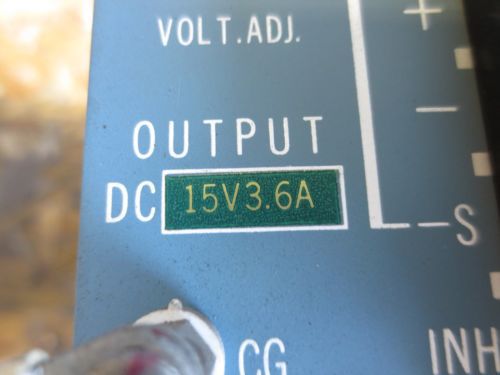 VOLT.ADJ.
+
−
OUTPUT
DC 15V3.6A
-S
CG
INH